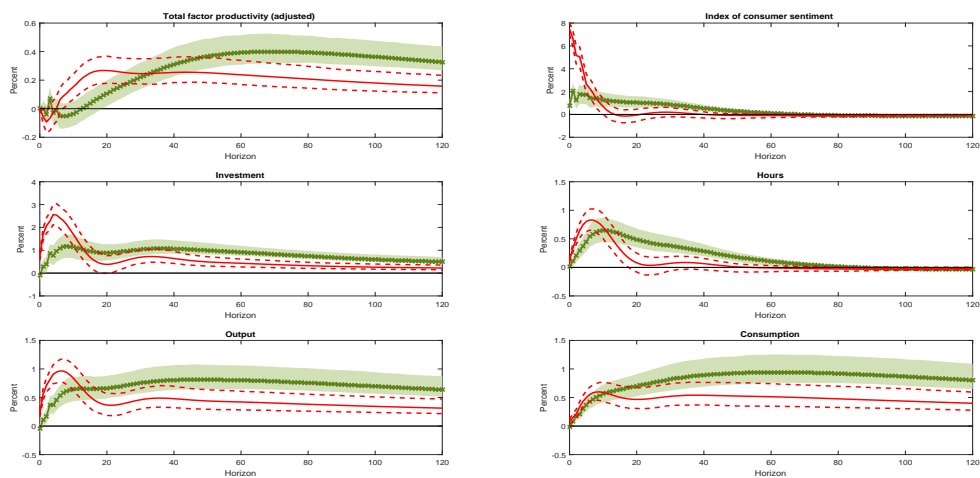 Total factor productivity (adjusted)
Percent
0.6
0.4
0.2
0
-0.2
0 20 40 60 80 100 120
Horizon
Index of consumer sentiment
Percent
8
6
4
2
0
-2
0 20 40 60 80 100 120
Horizon
Investment
Percent
4
3
2
1
0
-1
0 20 40 60 80 100 120
Horizon
Hours
Percent
1.5
1
0.5
0
-0.5
0 20 40 60 80 100 120
Horizon
Output
Percent
1.5
1
0.5
0
-0.5
0 20 40 60 80 100 120
Horizon
Consumption
Percent
1.5
1
0.5
0
-0.5
0 20 40 60 80 100 120
Horizon